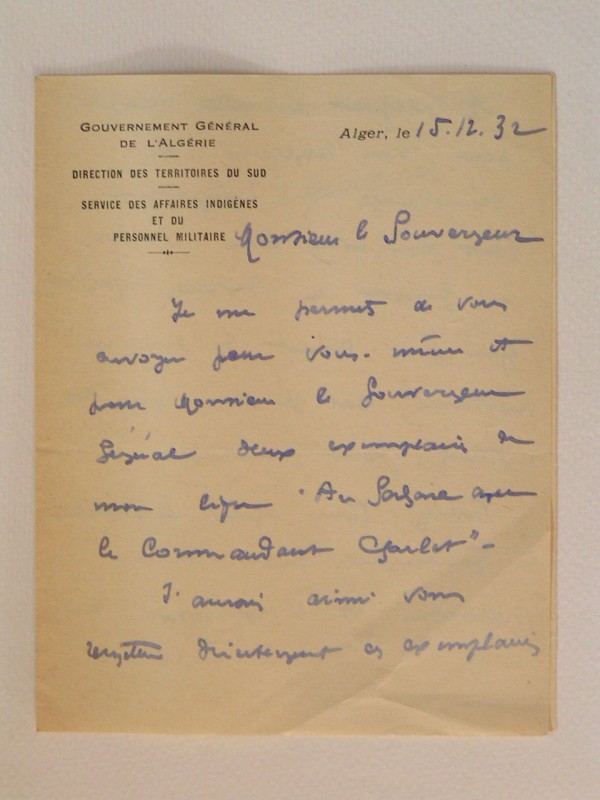 GOUVERNEMENT GÉNÉRAL
DE L'ALGÉRIE
DIRECTION DES TERRITOIRES DU SUD
SERVICE DES AFFAIRES INDIGÈNES
ET DU
PERSONNEL MILITAIRE
Alger, le 15.12.32
Monsieur le Gouverneur
Je me permets de vous
envoyer pour vous-même et
pour Monsieur le Gouverneur
Général deux exemplaires de
mon "Au Sahara avec
le Commandant Charlet"-
J'aurais aimé vous
remettre directement ces exemplaires